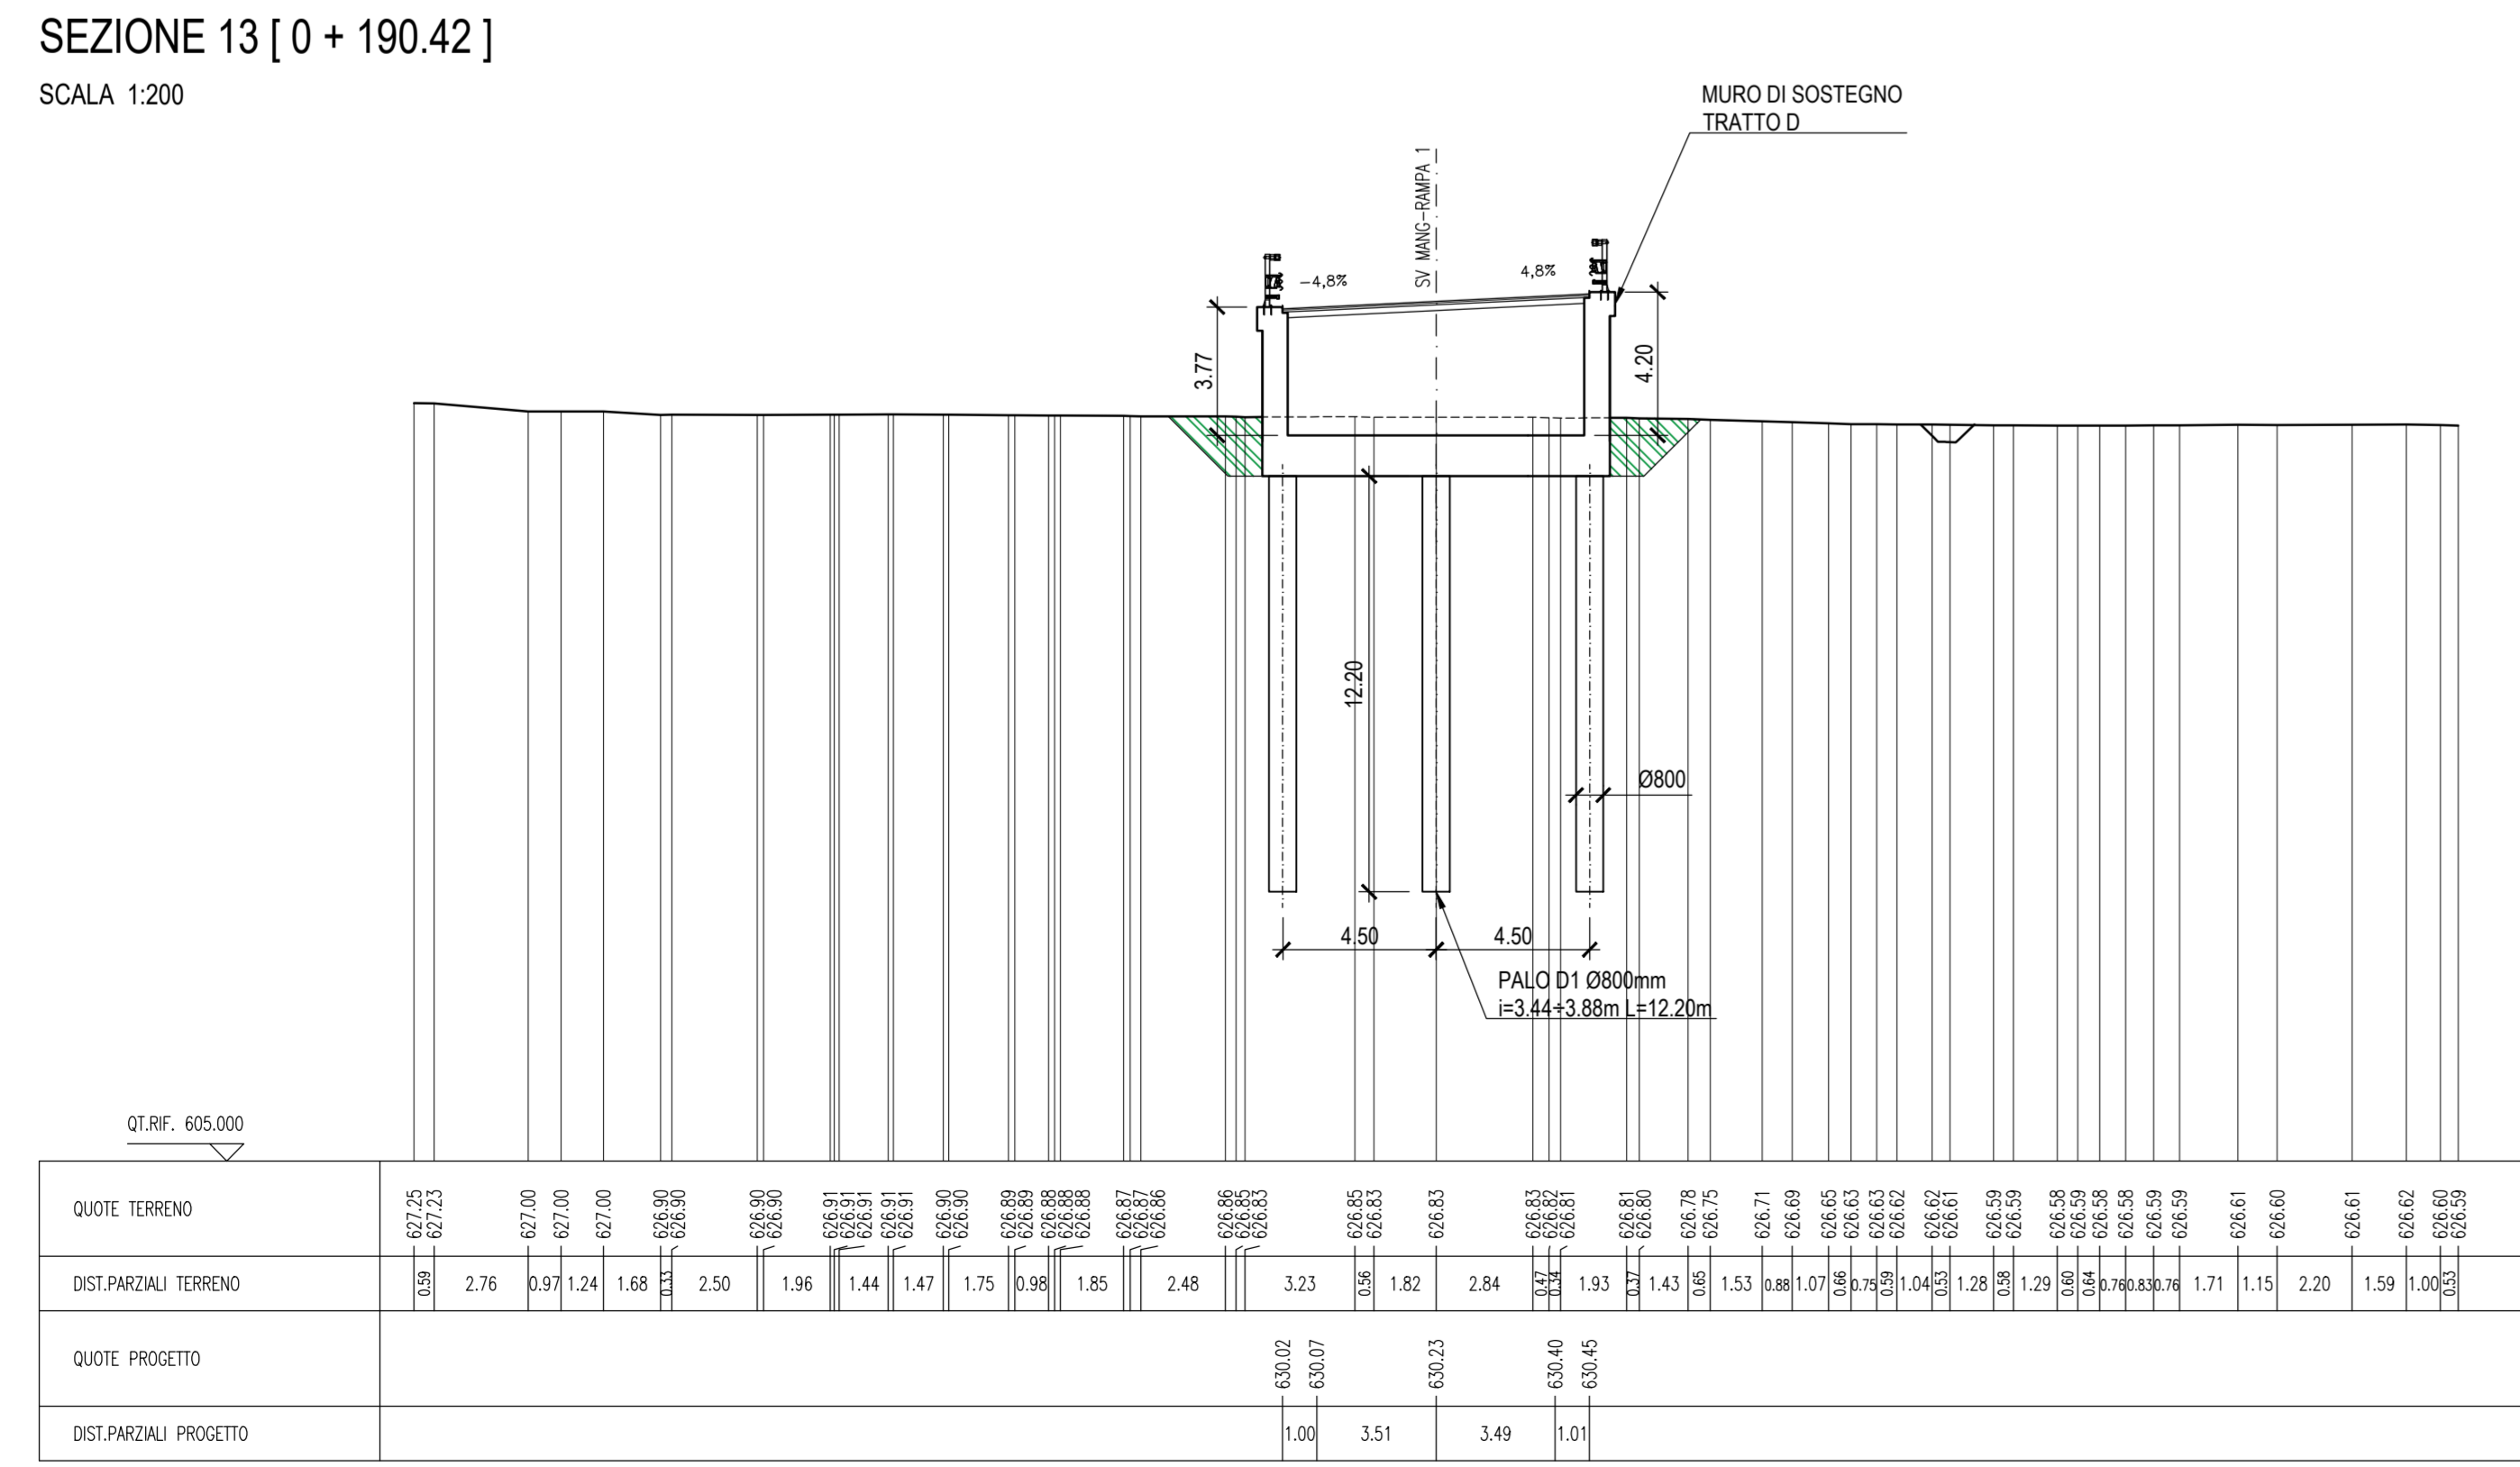 SEZIONE 13 [ 0 + 190.42 ]
SCALA 1:200
MURO DI SOSTEGNO
TRATTO D
SV MANG-RAMPA 1
-4,8%
4,8%
3.77
4.20
12.20
Ø800
4.50
4.50
PALO D1 Ø800mm
i=3.44÷3.88m L=12.20m
QT.RIF. 605.000
QUOTE TERRENO 627.25 627.23 627.00 627.00 627.00 626.90 626.90 626.90 626.90 626.91 626.91 626.91 626.91 626.91 626.90 626.90 626.89 626.89 626.88 626.88 626.88 626.87 626.87 626.86 626.86 626.85 626.83 626.85 626.83 626.83 626.83 626.82 626.81 626.81 626.80 626.78 626.75 626.71 626.69 626.65 626.63 626.63 626.62 626.62 626.61 626.59 626.59 626.58 626.59 626.58 626.58 626.59 626.59 626.61 626.60 626.61 626.62 626.60 626.59
DIST.PARZIALI TERRENO 0.59 2.76 0.97 1.24 1.68 0.33 2.50 1.96 1.44 1.47 1.75 0.98 1.85 2.48 3.23 0.56 1.82 2.84 0.47 0.34 1.93 0.37 1.43 0.65 1.53 0.88 1.07 0.66 0.75 0.59 1.04 0.53 1.28 0.58 1.29 0.60 0.64 0.76 0.83 0.76 1.71 1.15 2.20 1.59 1.00 0.53
QUOTE PROGETTO 630.02 630.07 630.23 630.40 630.45
DIST.PARZIALI PROGETTO 1.00 3.51 3.49 1.01